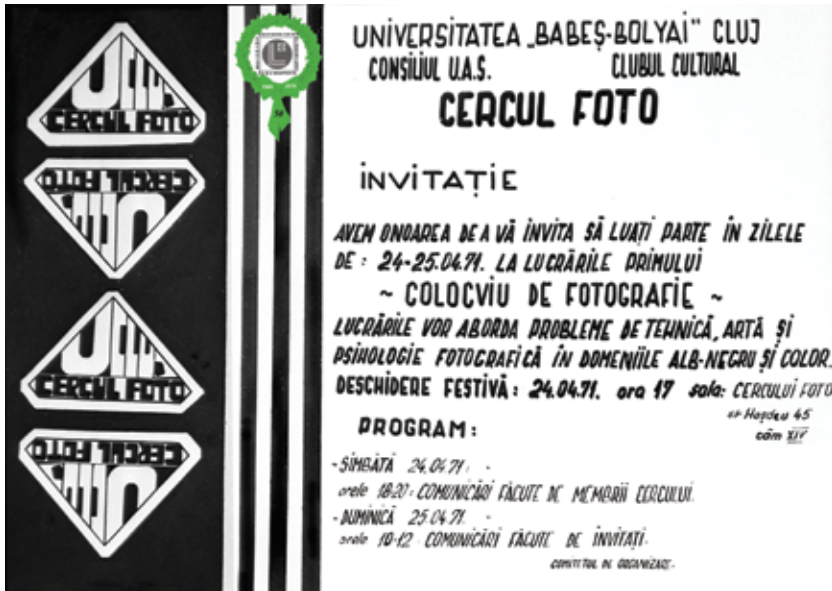 UNIVERSITATEA „BABEȘ-BOLYAI" CLUJ
CONSILIUL U.A.S. CLUBUL CULTURAL
CERCUL FOTO
INVITAȚIE
AVEM ONOAREA DE A VĂ INVITA SĂ LUAȚI PARTE ÎN ZILELE
DE: 24-25.04.71. LA LUCRĂRILE PRIMULUI
~ COLOCVIU DE FOTOGRAFIE ~
LUCRĂRILE VOR ABORDA PROBLEME DE TEHNICĂ, ARTĂ ȘI
PSIHOLOGIE FOTOGRAFICĂ ÎN DOMENIILE ALB-NEGRU ȘI COLOR.
DESCHIDERE FESTIVĂ: 24.04.71. ora 17 sala: CERCULUI FOTO
str Hașdeu 45
căm XIV
PROGRAM:
-SÎMBĂTĂ 24.04.71: -
orele 18-20: COMUNICĂRI FĂCUTE DE MEMBRII CERCULUI.
-DUMINICĂ 25.04.71. -
orele 10-12 COMUNICĂRI FĂCUTE DE INVITAȚI.
COMITETUL DE ORGANIZARE.
CERCUL FOTO
CERCUL FOTO
CERCUL FOTO
CERCUL FOTO